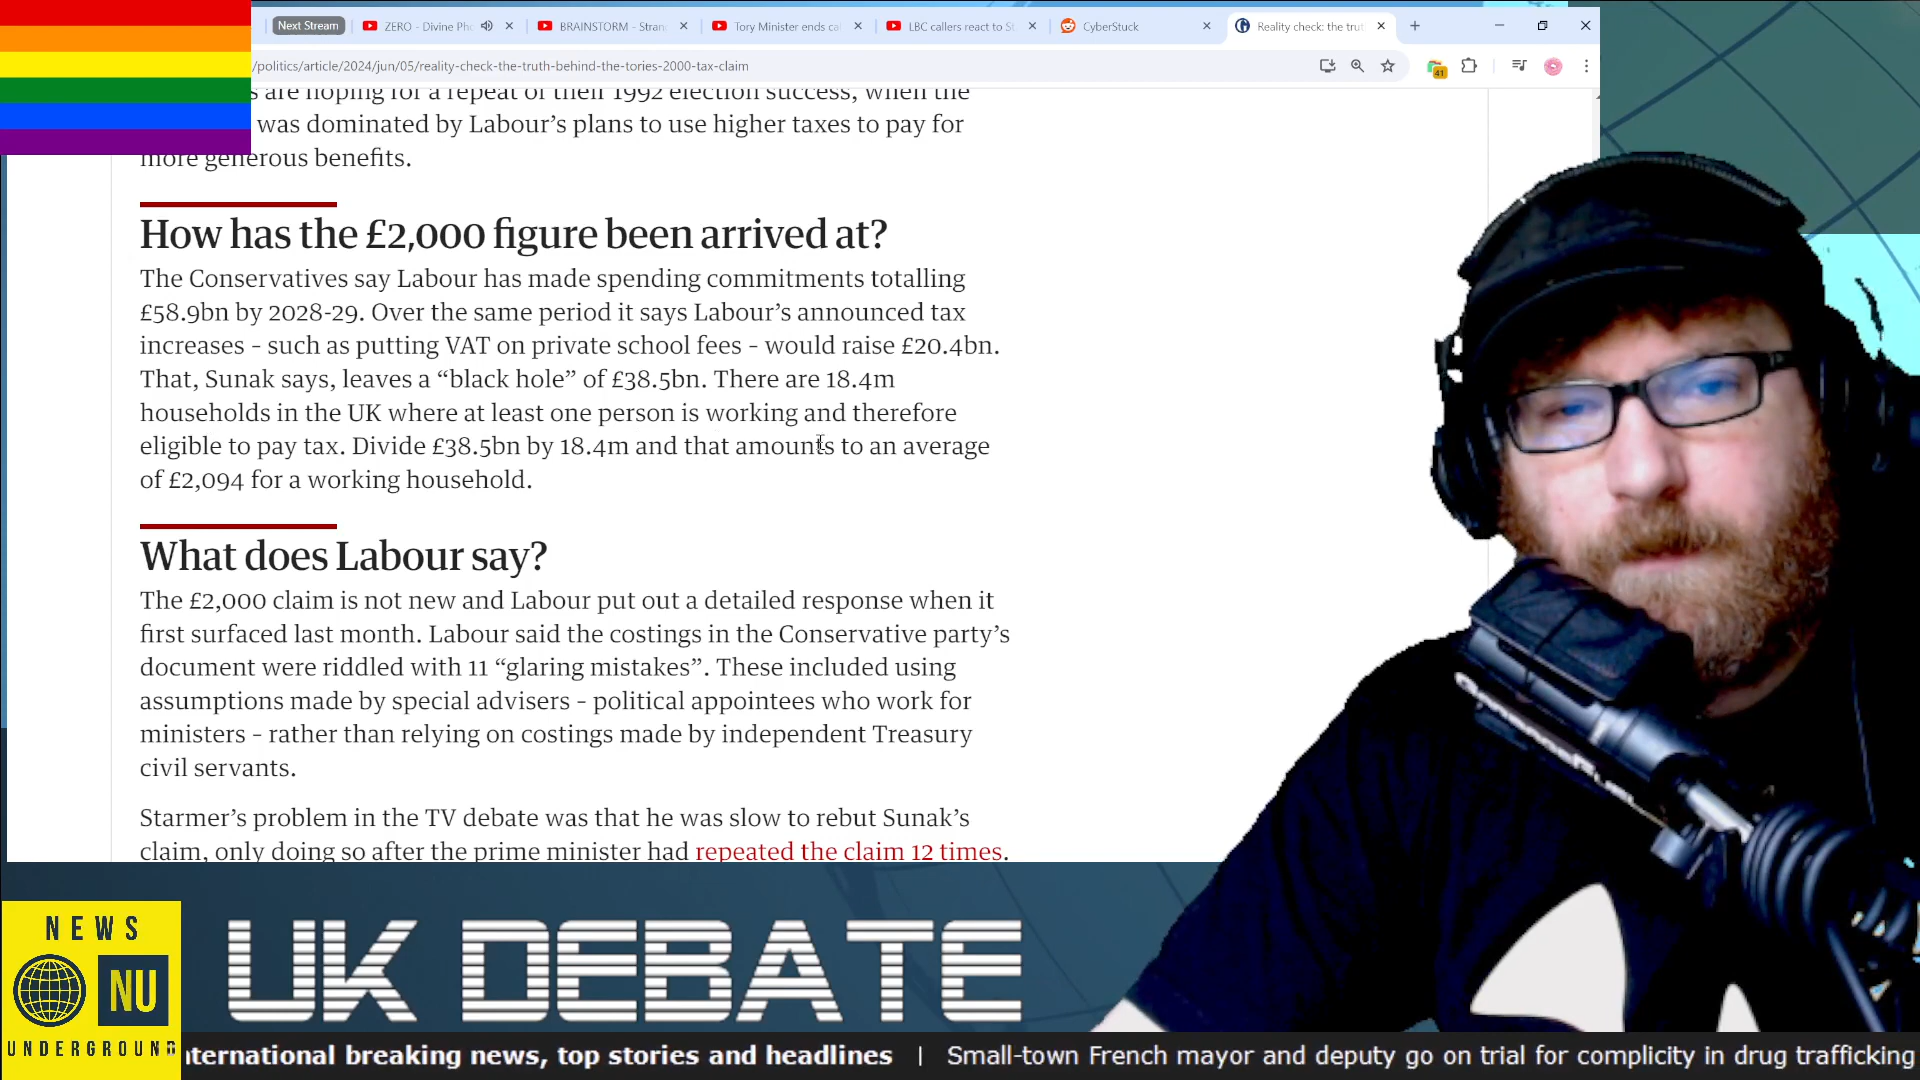 Next Stream
ZERO - Divine Ph
BRAINSTORM - Stran
Tory Minister ends ca
LBC callers react to S
CyberStuck
Reality check: the tru
/politics/article/2024/jun/05/reality-check-the-truth-behind-the-tories-2000-tax-claim
41
s are hoping for a repeat of their 1992 election success, when the
was dominated by Labour’s plans to use higher taxes to pay for
more generous benefits.
How has the £2,000 figure been arrived at?
The Conservatives say Labour has made spending commitments totalling
£58.9bn by 2028-29. Over the same period it says Labour’s announced tax
increases – such as putting VAT on private school fees – would raise £20.4bn.
That, Sunak says, leaves a “black hole” of £38.5bn. There are 18.4m
households in the UK where at least one person is working and therefore
eligible to pay tax. Divide £38.5bn by 18.4m and that amounts to an average
of £2,094 for a working household.
What does Labour say?
The £2,000 claim is not new and Labour put out a detailed response when it
first surfaced last month. Labour said the costings in the Conservative party’s
document were riddled with 11 “glaring mistakes”. These included using
assumptions made by special advisers – political appointees who work for
ministers – rather than relying on costings made by independent Treasury
civil servants.
Starmer’s problem in the TV debate was that he was slow to rebut Sunak’s
claim, only doing so after the prime minister had repeated the claim 12 times.
NEWS
NU
UNDERGROUND
UK DEBATE
nternational breaking news, top stories and headlines | Small-town French mayor and deputy go on trial for complicity in drug trafficking